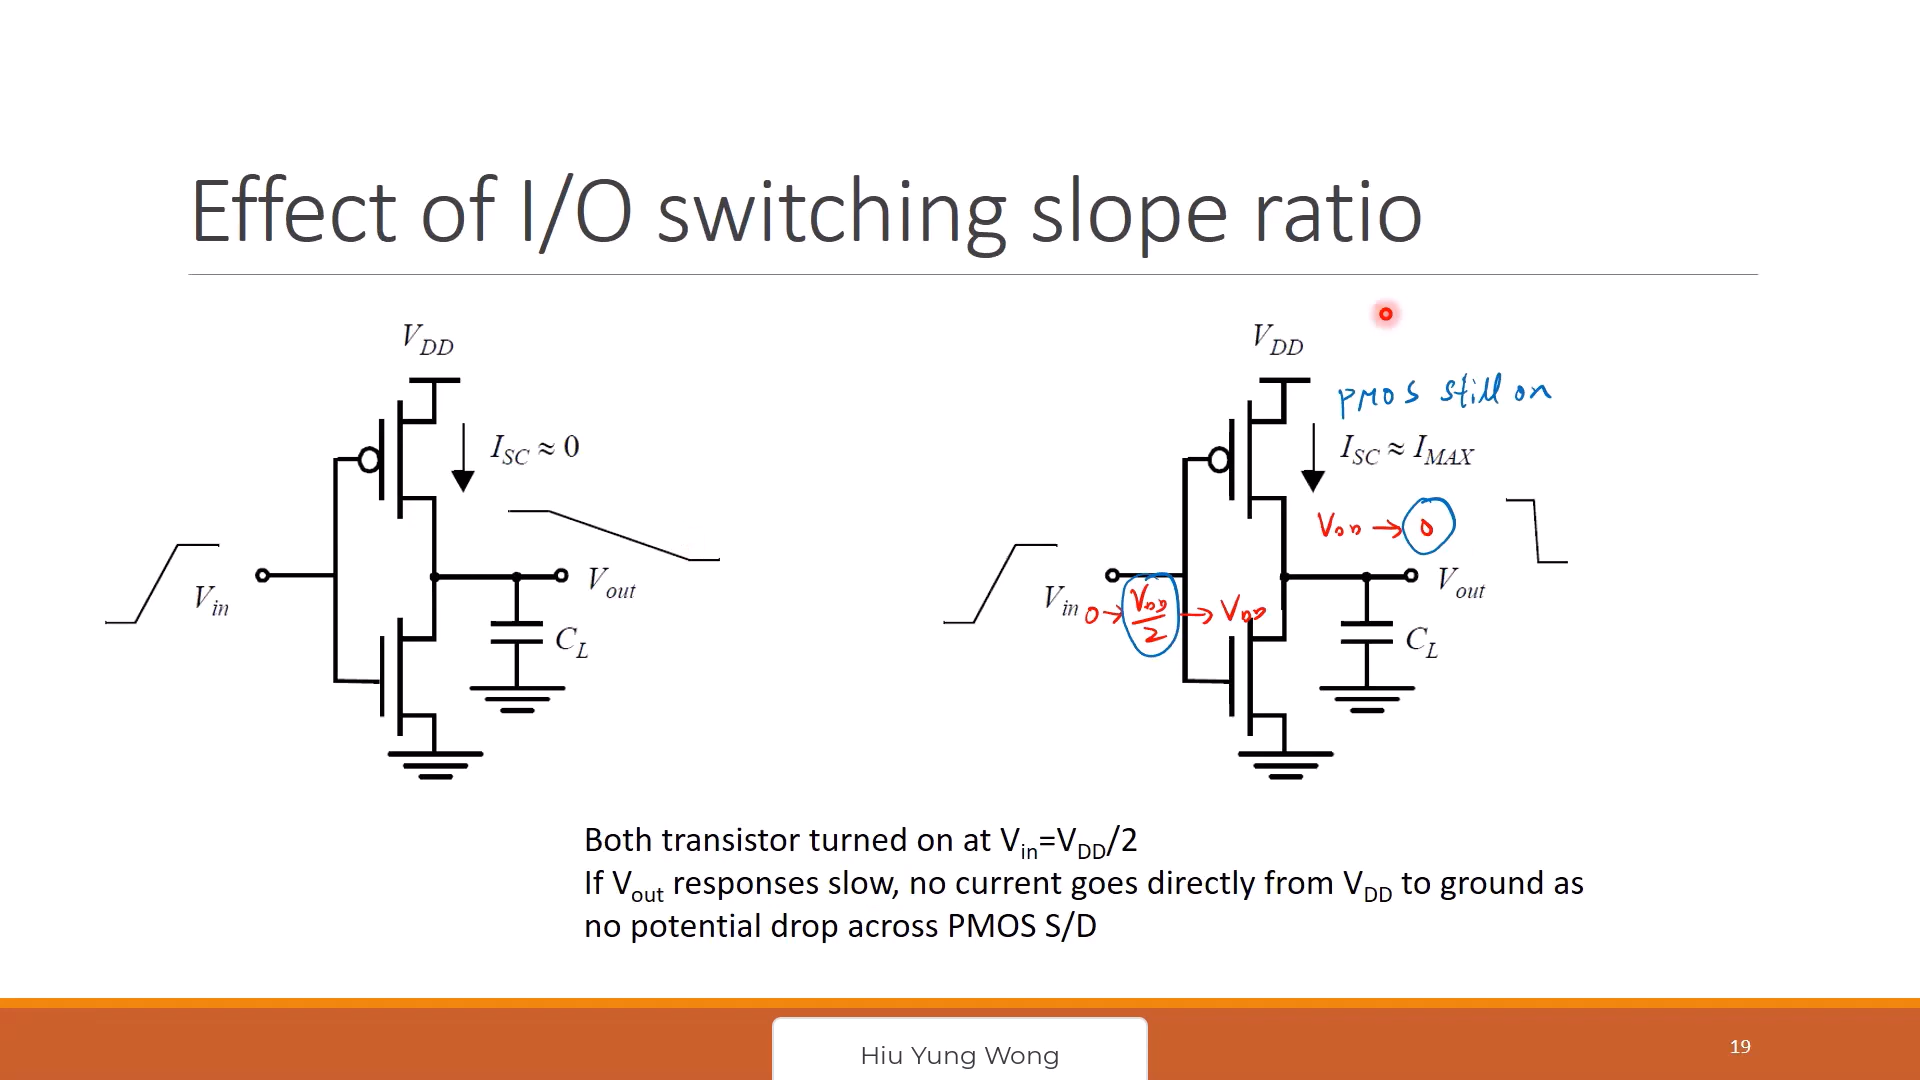 Effect of I/O switching slope ratio
V_DD
I_SC ≈ 0
V_in
V_out
C_L
V_DD
PMOS still on
I_SC ≈ I_MAX
V_DD → 0
V_in 0 → V_DD/2 → V_DD
V_out
C_L
Both transistor turned on at V_in=V_DD/2
If V_out responses slow, no current goes directly from V_DD to ground as
no potential drop across PMOS S/D
Hiu Yung Wong
19